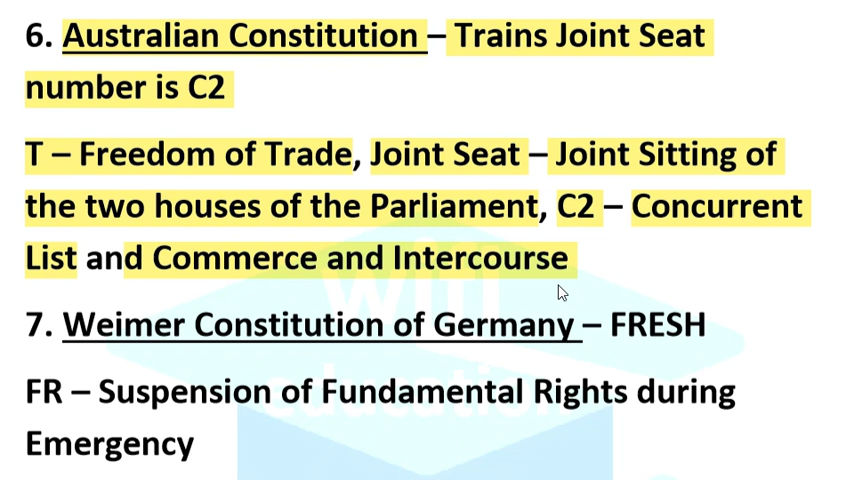 6. Australian Constitution – Trains Joint Seat
number is C2
T – Freedom of Trade, Joint Seat – Joint Sitting of
the two houses of the Parliament, C2 – Concurrent
List and Commerce and Intercourse
7. Weimer Constitution of Germany – FRESH
FR – Suspension of Fundamental Rights during
Emergency